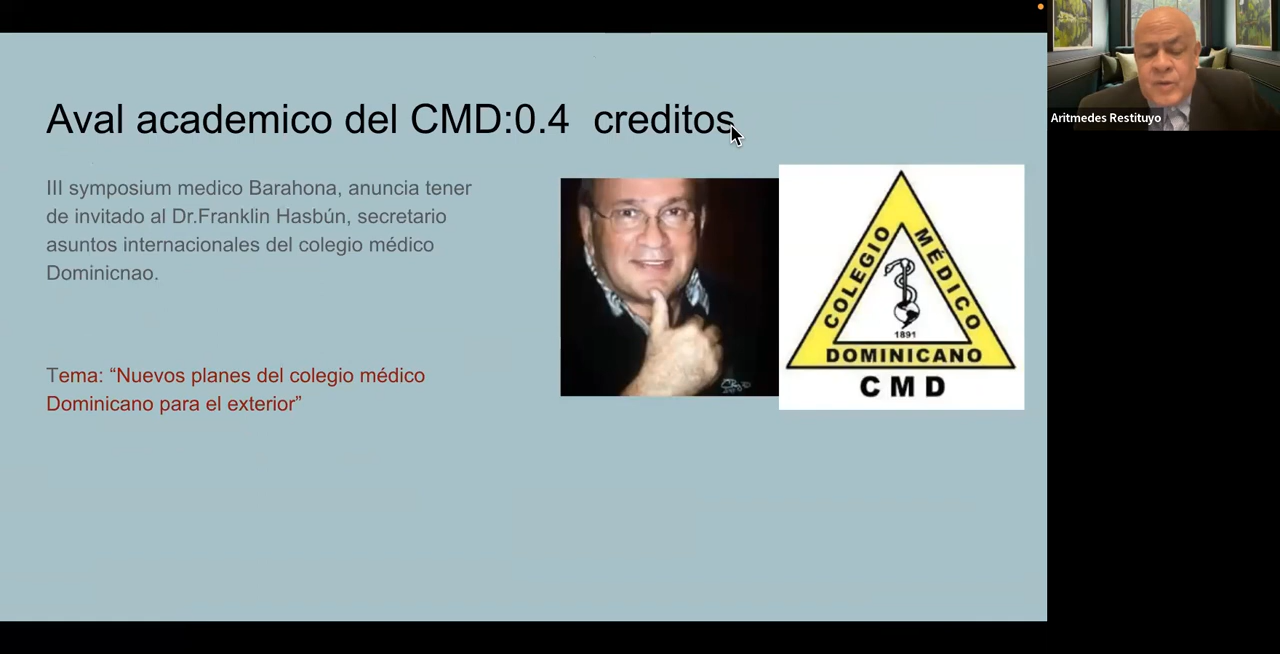 Aval academico del CMD:0.4  creditos
III symposium medico Barahona, anuncia tener
de invitado al Dr.Franklin Hasbún, secretario
asuntos internacionales del colegio médico
Dominicnao.
Tema: “Nuevos planes del colegio médico
Dominicano para el exterior”
COLEGIO
MÉDICO
1891
DOMINICANO
CMD
Aritmedes Restituyo